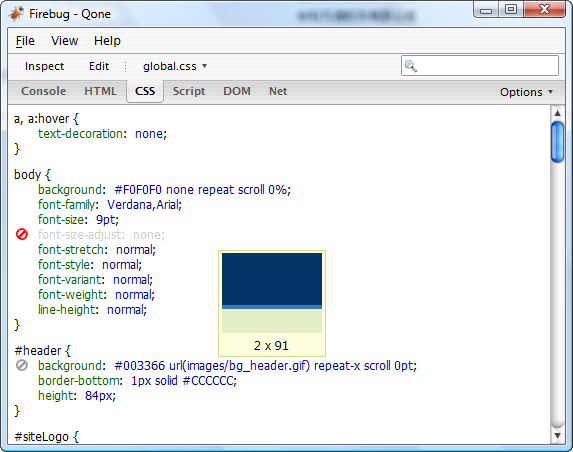 Firebug - Qone
File View Help
Inspect Edit global.css
Console HTML CSS Script DOM Net Options
a, a:hover {
text-decoration: none;
}
body {
background: #F0F0F0 none repeat scroll 0%;
font-family: Verdana,Arial;
font-size: 9pt;
font-size-adjust: none;
font-stretch: normal;
font-style: normal;
font-variant: normal;
font-weight: normal;
line-height: normal;
}
2 x 91
#header {
background: #003366 url(images/bg_header.gif) repeat-x scroll 0pt;
border-bottom: 1px solid #CCCCCC;
height: 84px;
}
#siteLogo {